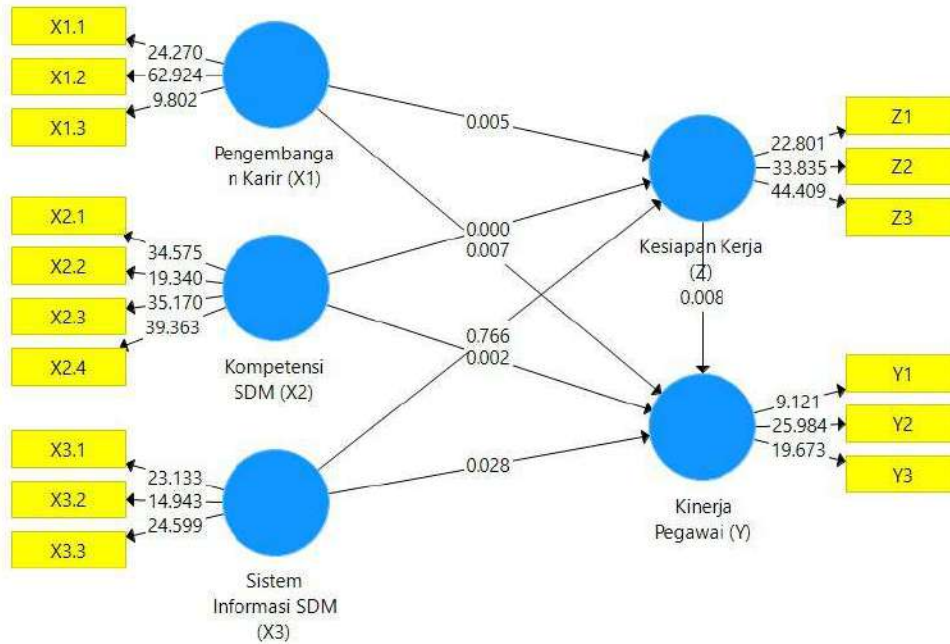 X1.1
X1.2
X1.3
24.270
62.924
9.802
Pengembanga
n Karir (X1)
X2.1
X2.2
X2.3
X2.4
34.575
19.340
35.170
39.363
Kompetensi
SDM (X2)
X3.1
X3.2
X3.3
23.133
14.943
24.599
Sistem
Informasi SDM
(X3)
0.005
0.000
0.007
0.766
0.002
0.028
Z1
Z2
Z3
22.801
33.835
44.409
Kesiapan Kerja
(Z)
0.008
Y1
Y2
Y3
9.121
25.984
19.673
Kinerja
Pegawai (Y)